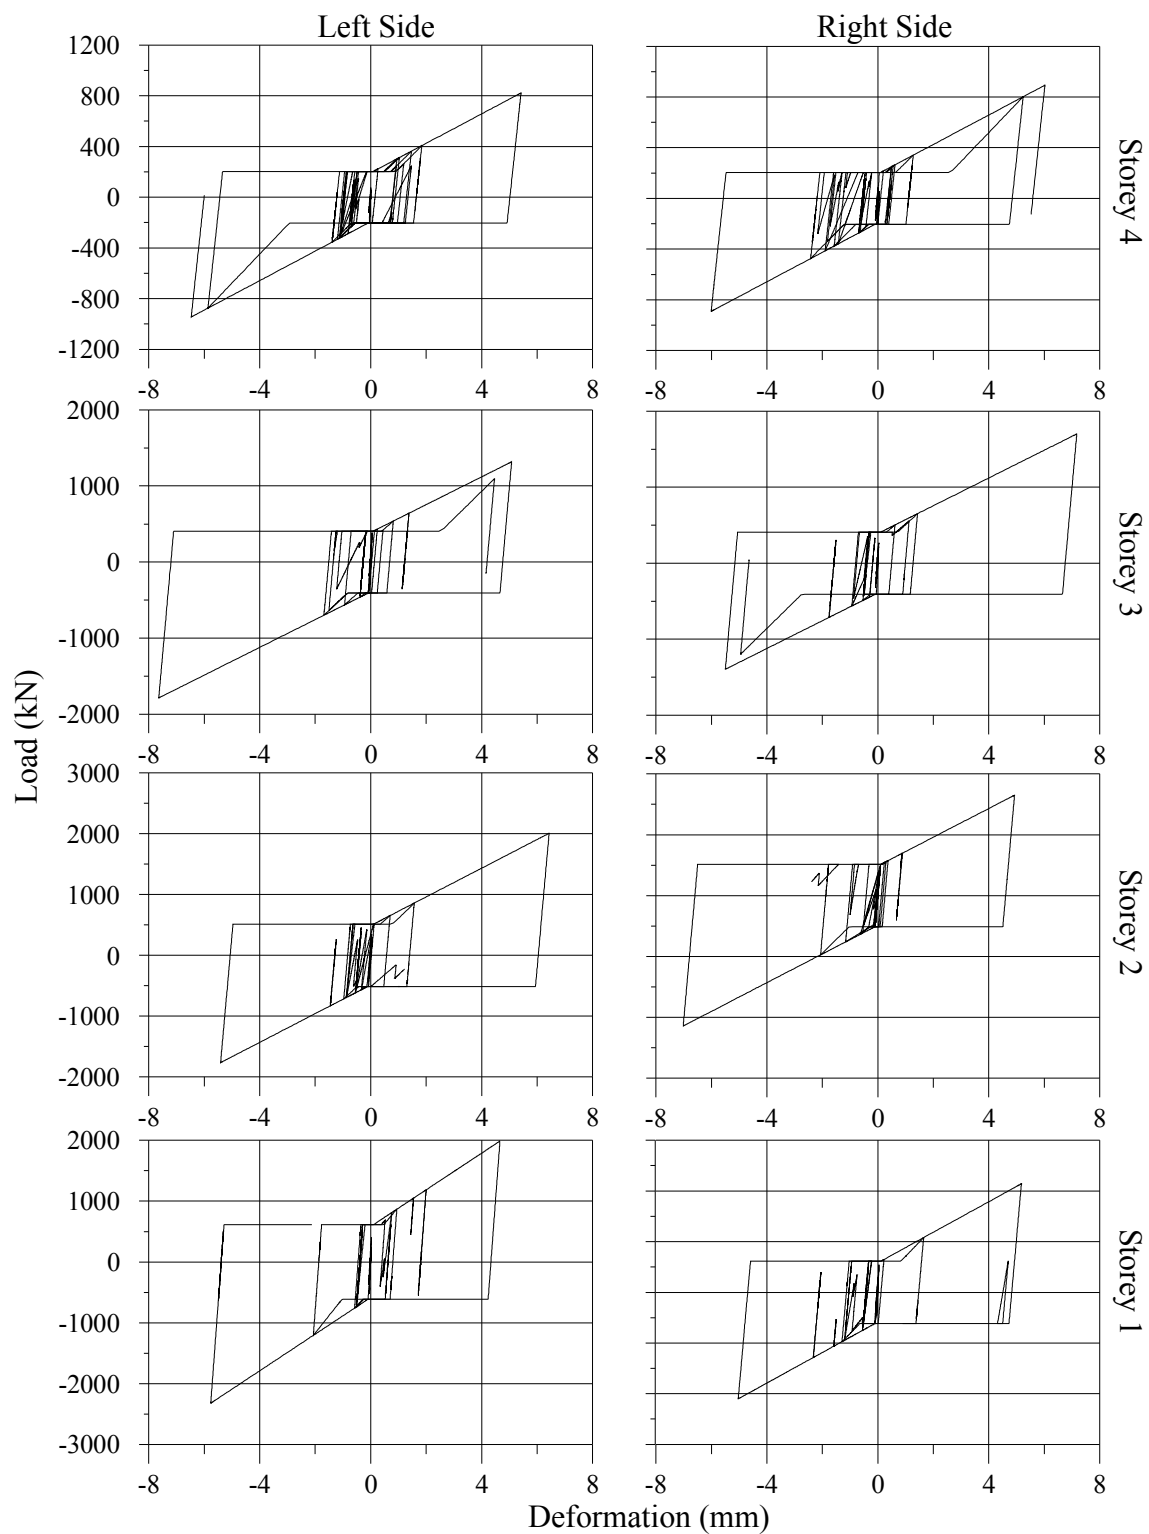 Left Side Right Side
1200
800
400
0
-400
-800
-1200
Storey 4
-8 -4 0 4 8 -8 -4 0 4 8
2000
1000
0
-1000
-2000
Storey 3
-8 -4 0 4 8 -8 -4 0 4 8
Load (kN)
3000
2000
1000
0
-1000
-2000
Storey 2
-8 -4 0 4 8 -8 -4 0 4 8
2000
1000
0
-1000
-2000
-3000
Storey 1
-8 -4 0 4 8 -8 -4 0 4 8
Deformation (mm)